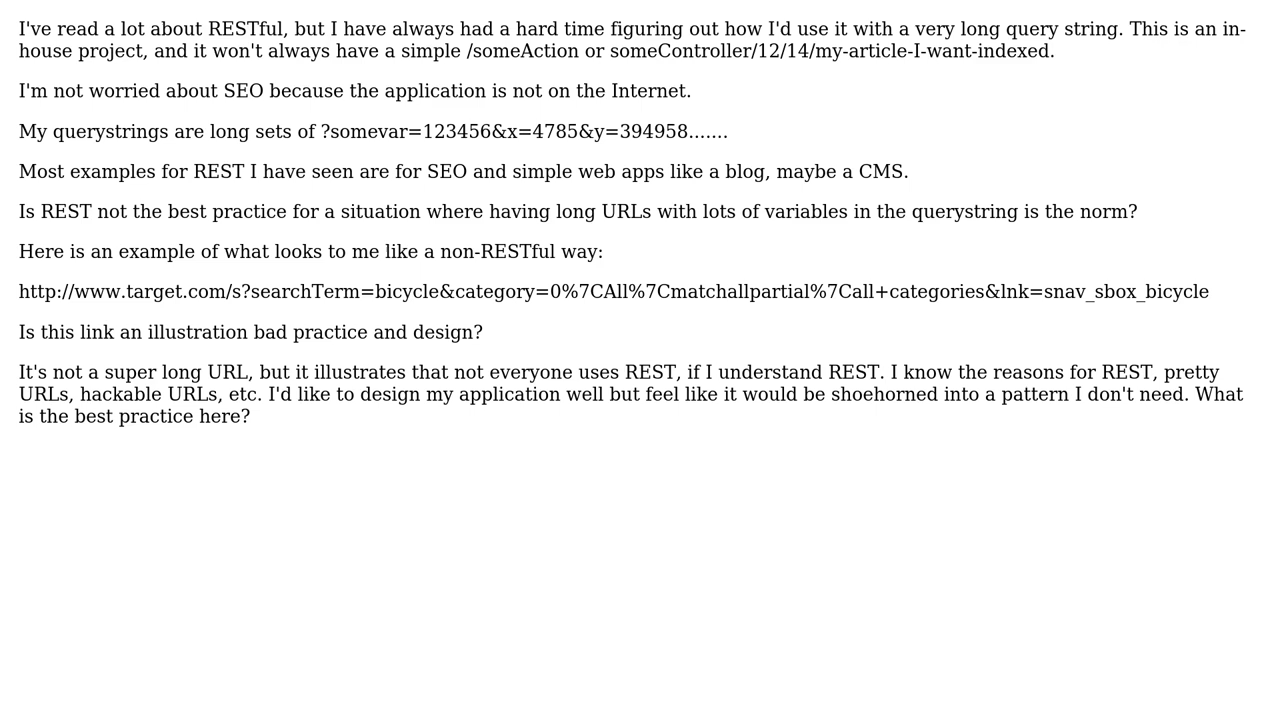 I've read a lot about RESTful, but I have always had a hard time figuring out how I'd use it with a very long query string. This is an in-
house project, and it won't always have a simple /someAction or someController/12/14/my-article-I-want-indexed.
I'm not worried about SEO because the application is not on the Internet.
My querystrings are long sets of ?somevar=123456&x=4785&y=394958.......
Most examples for REST I have seen are for SEO and simple web apps like a blog, maybe a CMS.
Is REST not the best practice for a situation where having long URLs with lots of variables in the querystring is the norm?
Here is an example of what looks to me like a non-RESTful way:
http://www.target.com/s?searchTerm=bicycle&category=0%7CAll%7Cmatchallpartial%7Call+categories&lnk=snav_sbox_bicycle
Is this link an illustration bad practice and design?
It's not a super long URL, but it illustrates that not everyone uses REST, if I understand REST. I know the reasons for REST, pretty
URLs, hackable URLs, etc. I'd like to design my application well but feel like it would be shoehorned into a pattern I don't need. What
is the best practice here?